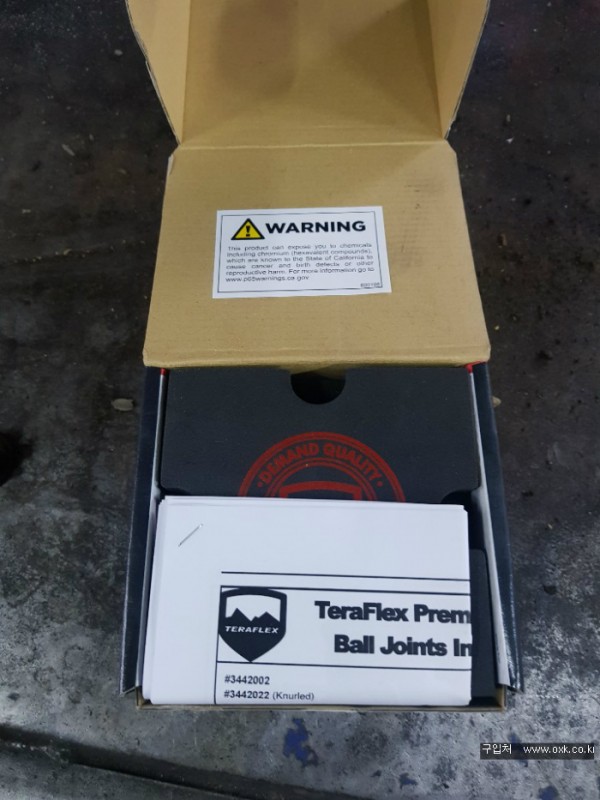 WARNING
This product can expose you to chemicals
including chromium (hexavalent compounds)
which are known to the State of California to
cause cancer and birth defects or other
reproductive harm. For more information go to
www.p65warnings.ca.gov
DEMAND QUALITY
TERAFLEX
TeraFlex Prem
Ball Joints In
#3442002
#3442022 (Knurled)
구입처 www.oxk.co.k